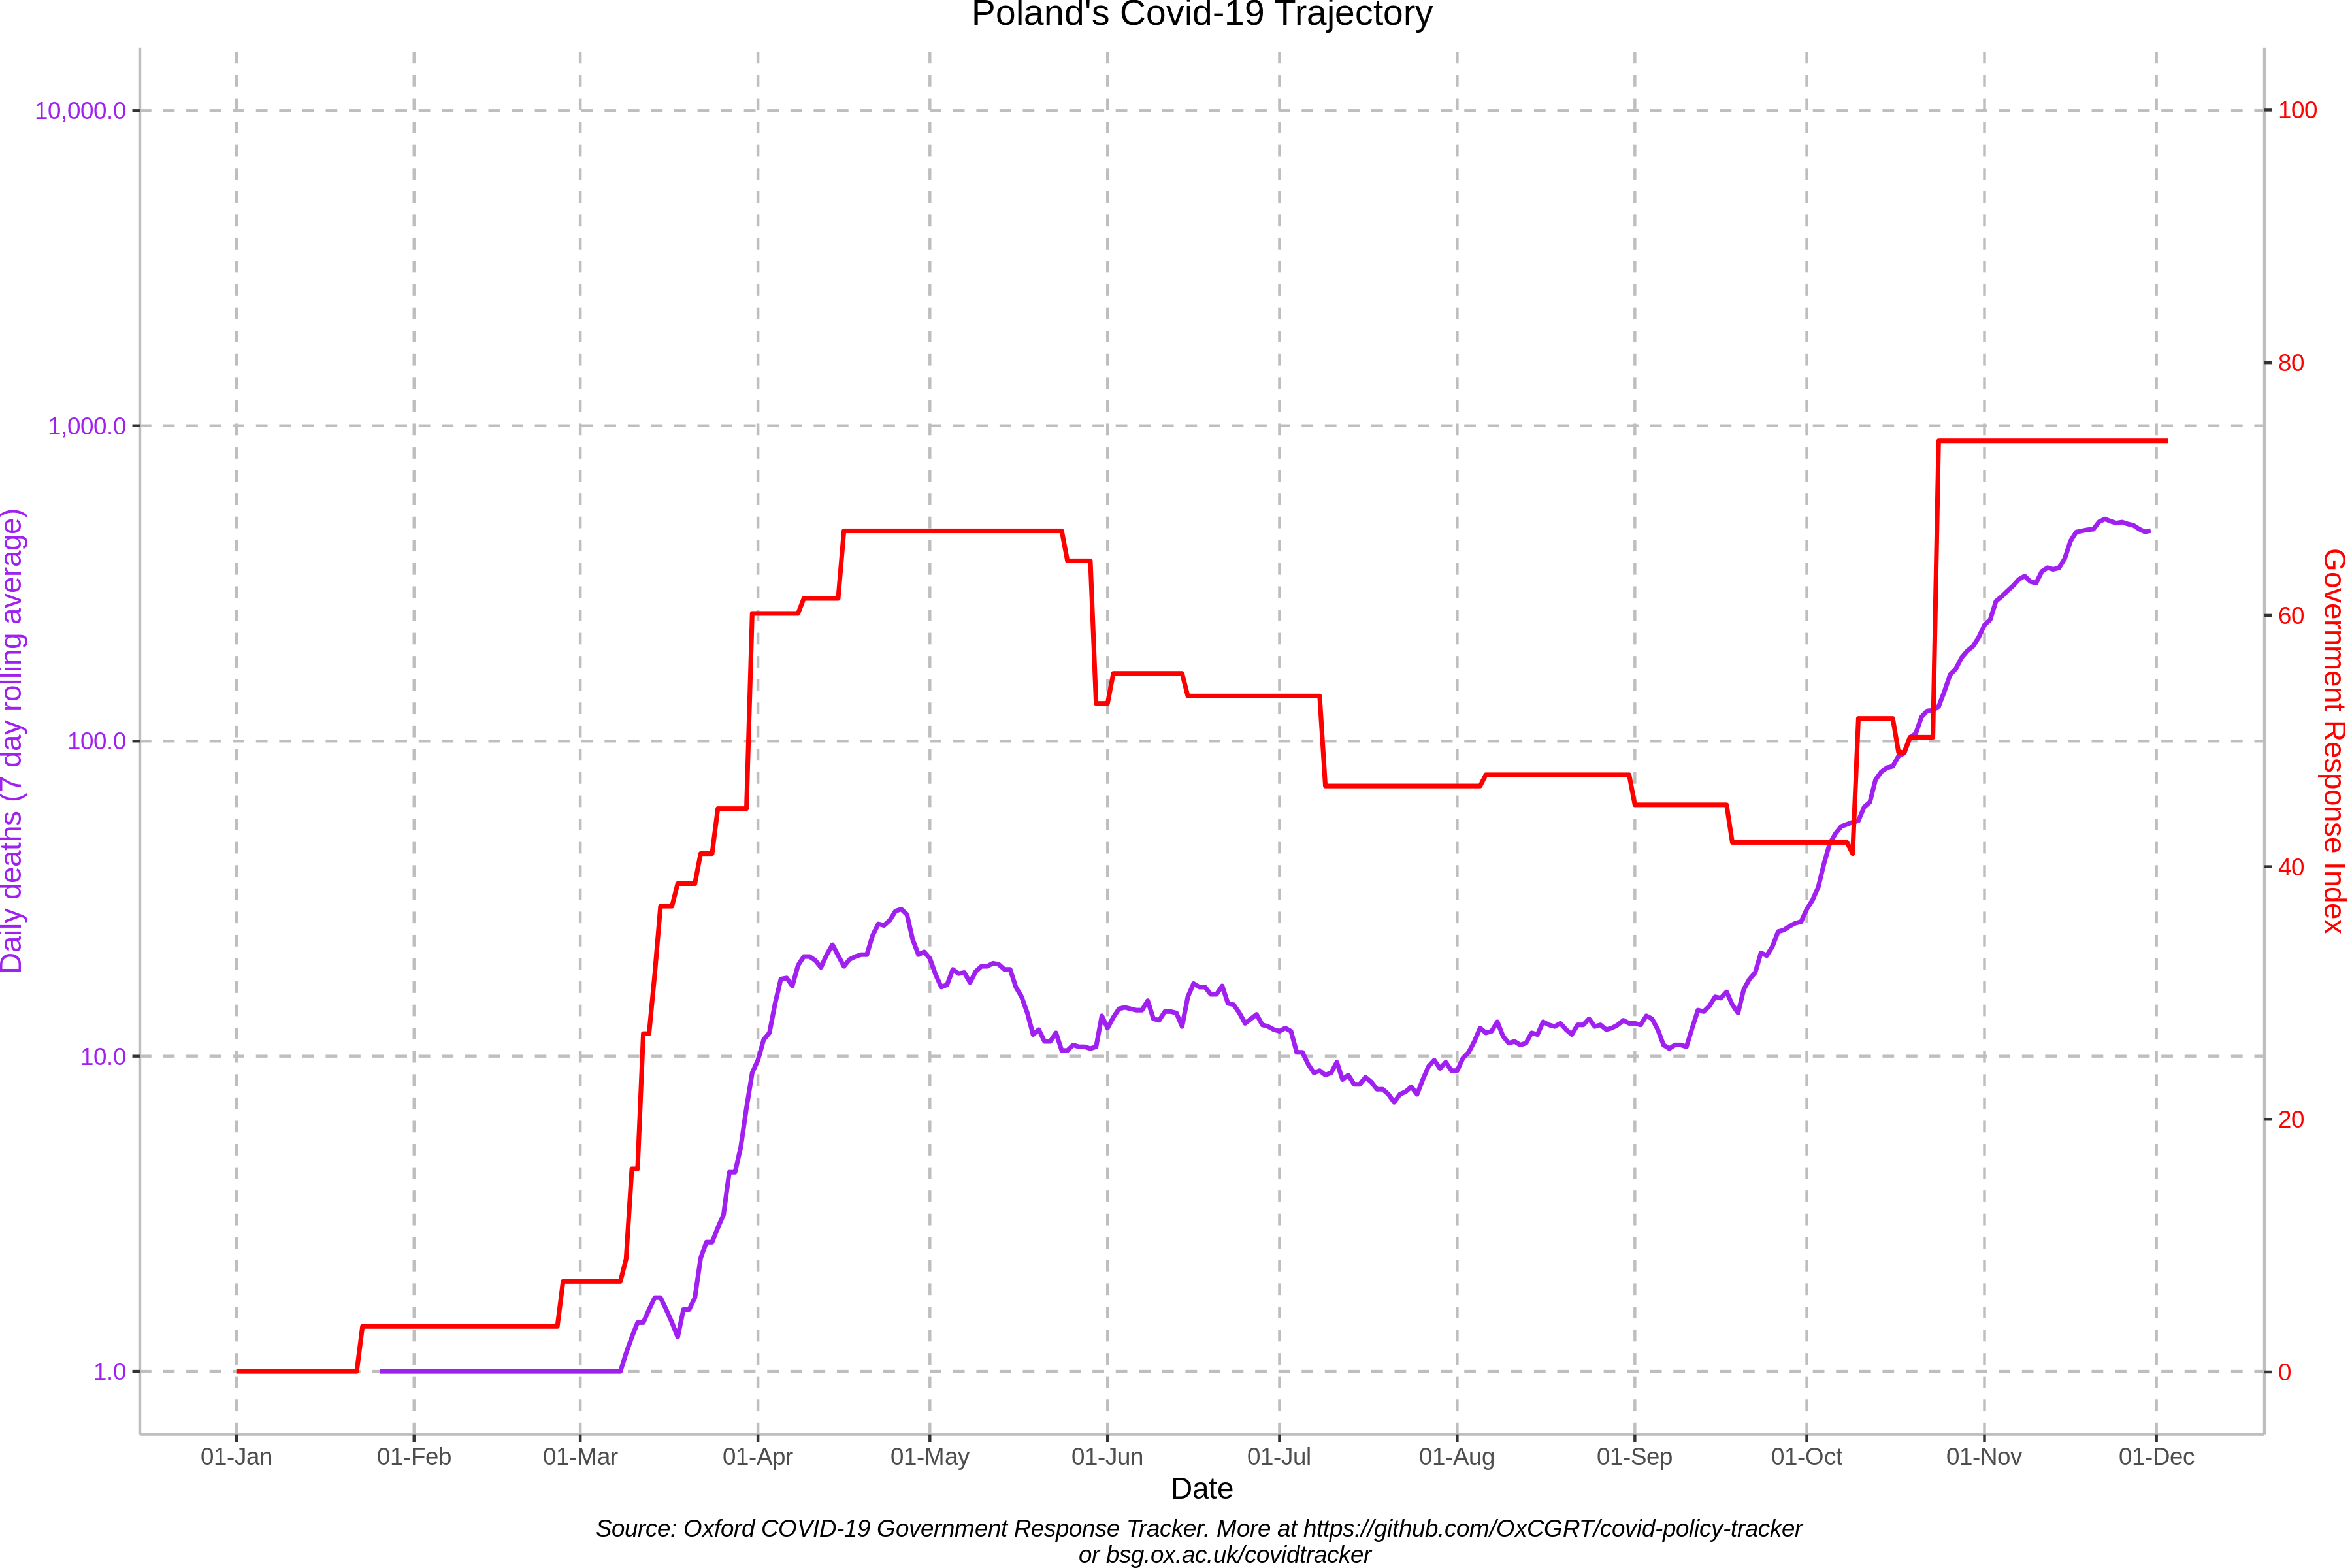 Poland's Covid-19 Trajectory
10,000.0
1,000.0
100.0
10.0
1.0
Daily deaths (7 day rolling average)
100
80
60
40
20
0
Government Response Index
01-Jan
01-Feb
01-Mar
01-Apr
01-May
01-Jun
01-Jul
01-Aug
01-Sep
01-Oct
01-Nov
01-Dec
Date
Source: Oxford COVID-19 Government Response Tracker. More at https://github.com/OxCGRT/covid-policy-tracker
or bsg.ox.ac.uk/covidtracker